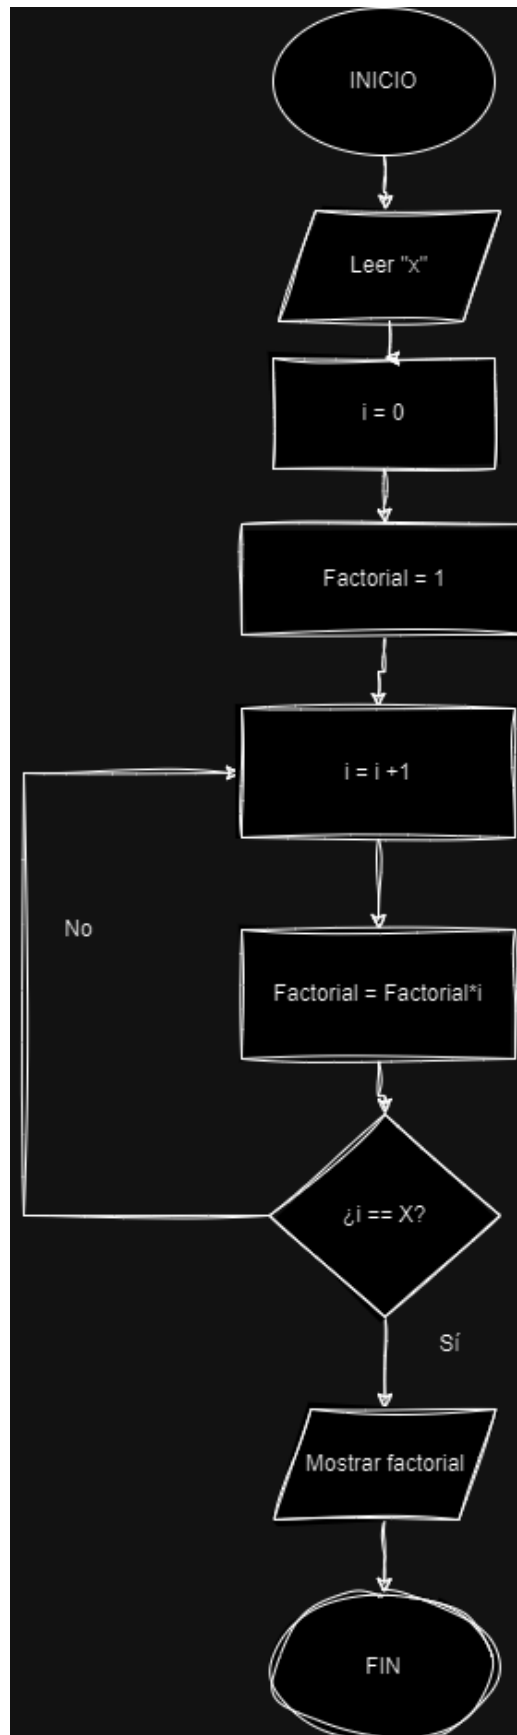 INICIO
Leer "x"
i = 0
Factorial = 1
i = i +1
No
Factorial = Factorial*i
¿i == X?
Sí
Mostrar factorial
FIN